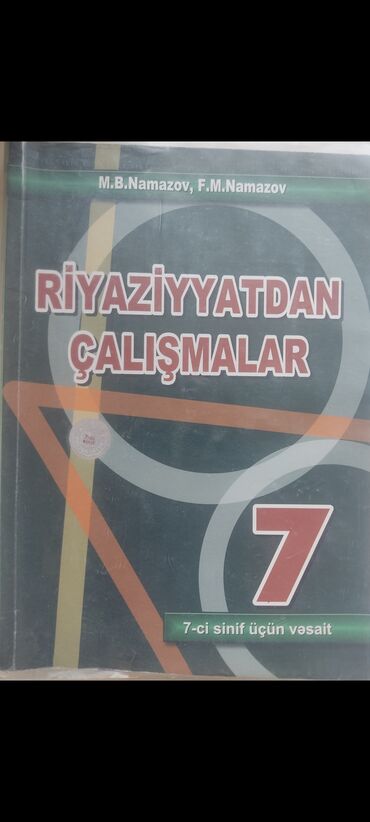 M.B.Namazov, F.M.Namazov
RİYAZİYYATDAN
ÇALIŞMALAR
7
7-ci sinif üçün vəsait